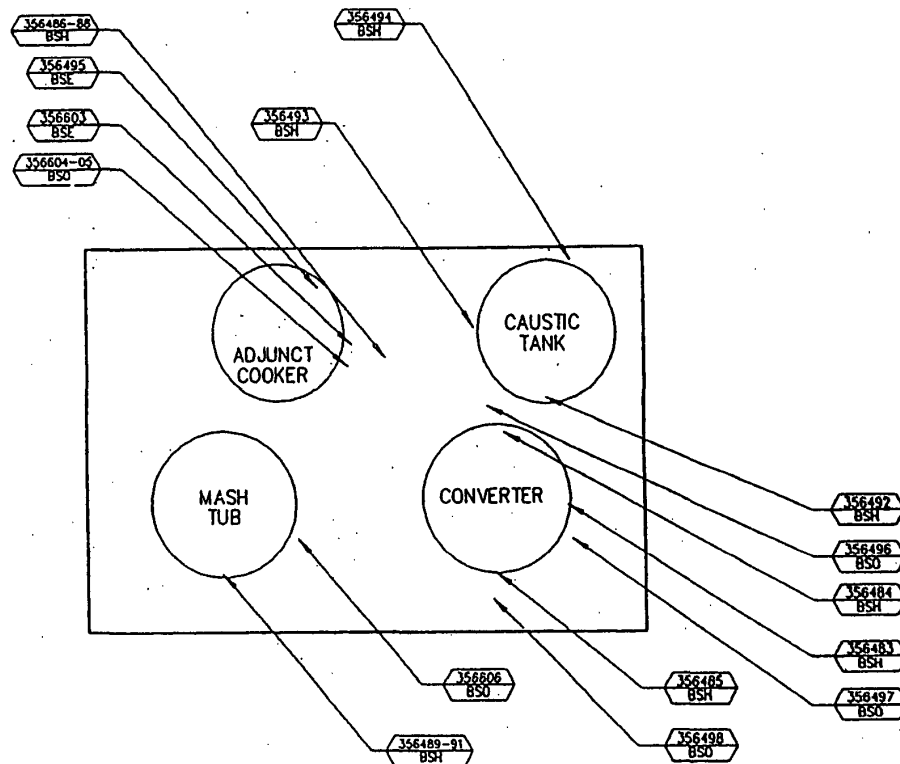 356486-88
BSH
356494
BSH
356495
BSE
356603
BSE
356493
BSH
356604-05
BSO
ADJUNCT
COOKER
CAUSTIC
TANK
MASH
TUB
CONVERTER
356492
BSH
356496
BSO
356484
BSH
356483
BSH
356497
BSO
356606
BSO
356485
BSH
356498
BSO
356489-91
BSH